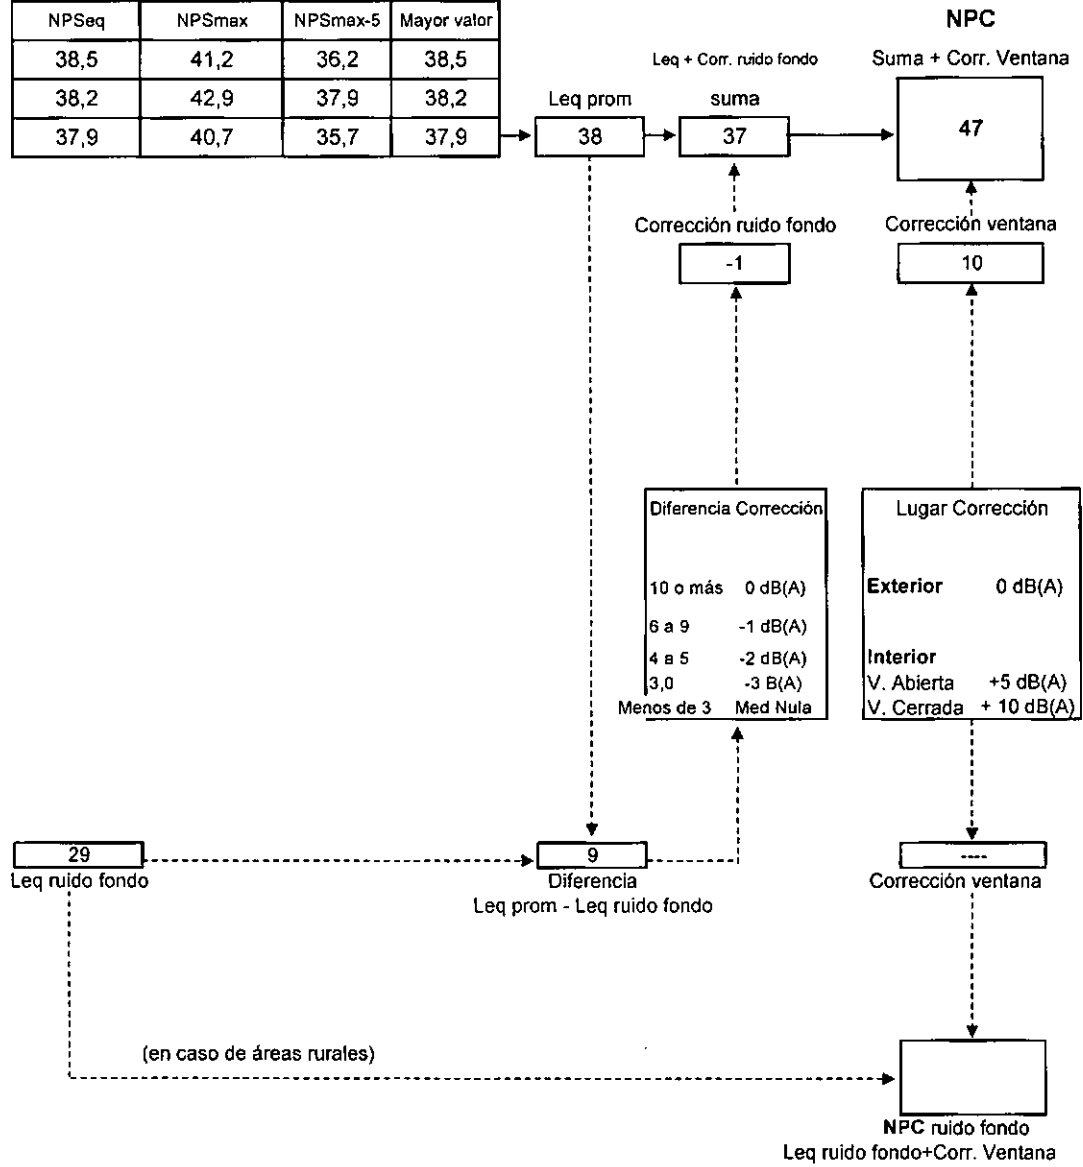 NPSeq NPSmax NPSmax-5 Mayor valor
38,5 41,2 36,2 38,5
38,2 42,9 37,9 38,2
37,9 40,7 35,7 37,9
NPC
Leq + Corr. ruido fondo
Suma + Corr. Ventana
Leq prom
suma
38
37
47
Corrección ruido fondo
Corrección ventana
-1
10
Diferencia Corrección
10 o más 0 dB(A)
6 a 9 -1 dB(A)
4 a 5 -2 dB(A)
3,0 -3 B(A)
Menos de 3 Med Nula
Lugar Corrección
Exterior 0 dB(A)
Interior
V. Abierta +5 dB(A)
V. Cerrada + 10 dB(A)
29
Leq ruido fondo
9
Diferencia
Leq prom - Leq ruido fondo
----
Corrección ventana
(en caso de áreas rurales)
NPC ruido fondo
Leq ruido fondo+Corr. Ventana